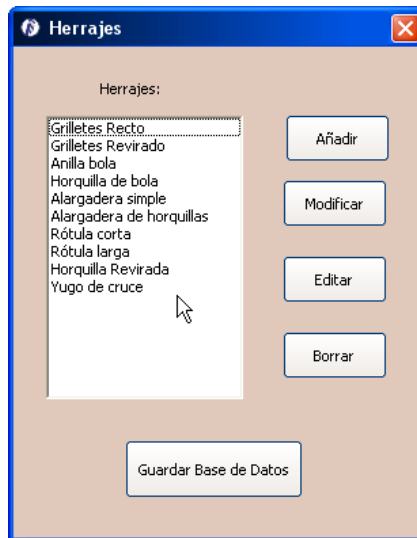 Herrajes
Herrajes:
Grilletes Recto
Grilletes Revirado
Anilla bola
Horquilla de bola
Alargadera simple
Alargadera de horquillas
Rótula corta
Rótula larga
Horquilla Revirada
Yugo de cruce
Añadir
Modificar
Editar
Borrar
Guardar Base de Datos